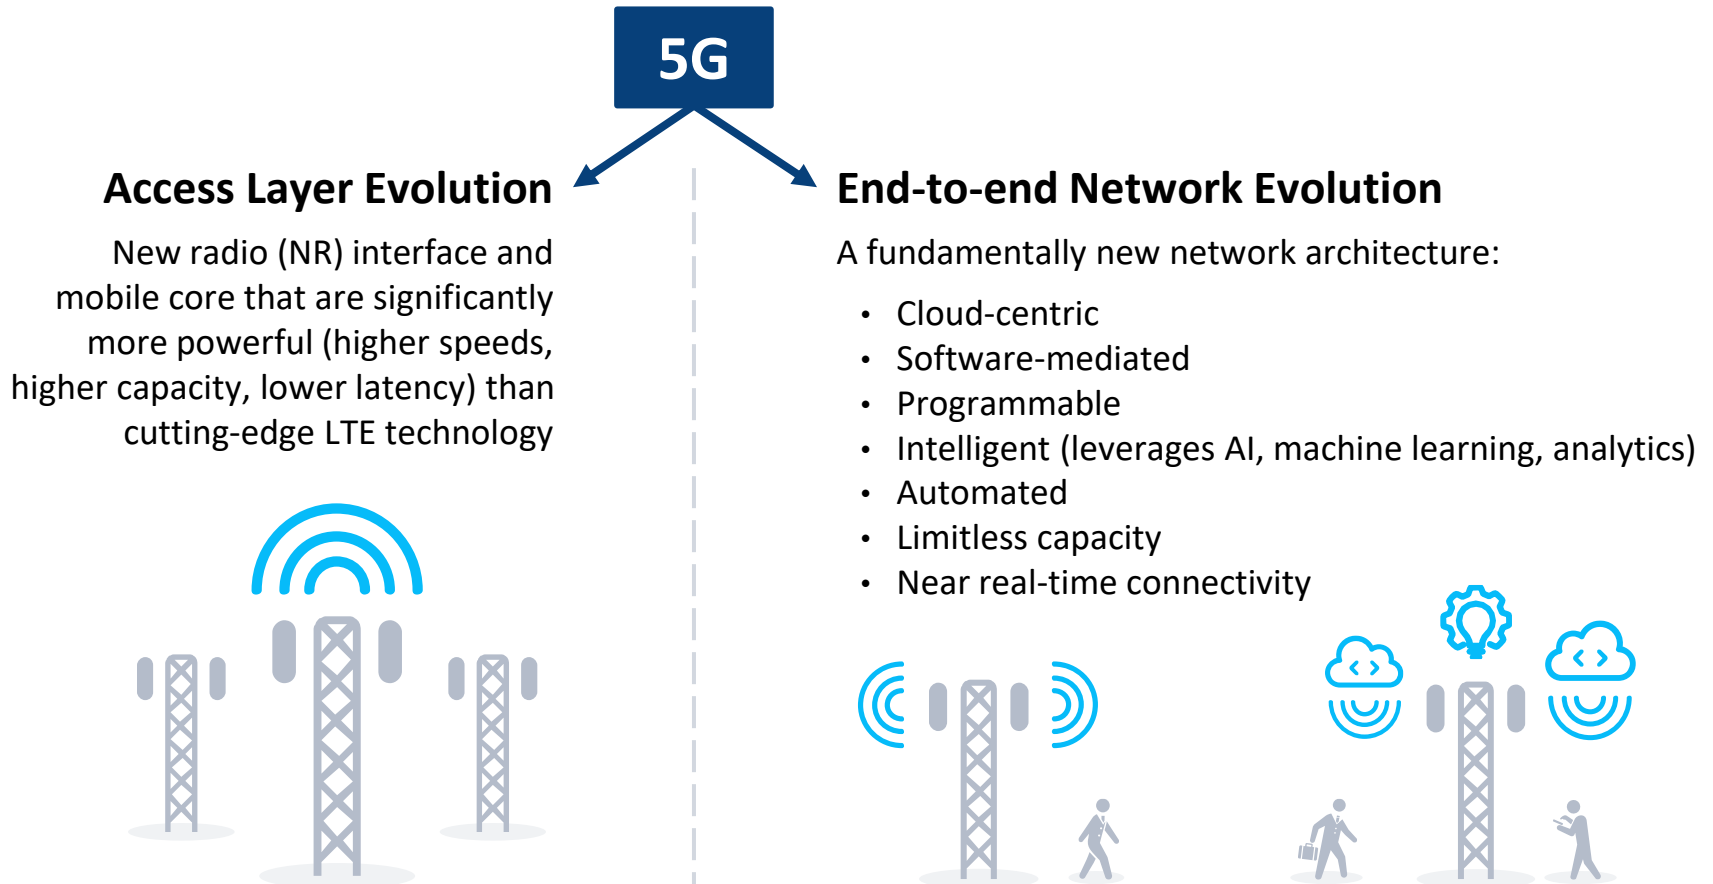 5G
Access Layer Evolution
New radio (NR) interface and
mobile core that are significantly
more powerful (higher speeds,
higher capacity, lower latency) than
cutting-edge LTE technology
End-to-end Network Evolution
A fundamentally new network architecture:
• Cloud-centric
• Software-mediated
• Programmable
• Intelligent (leverages AI, machine learning, analytics)
• Automated
• Limitless capacity
• Near real-time connectivity